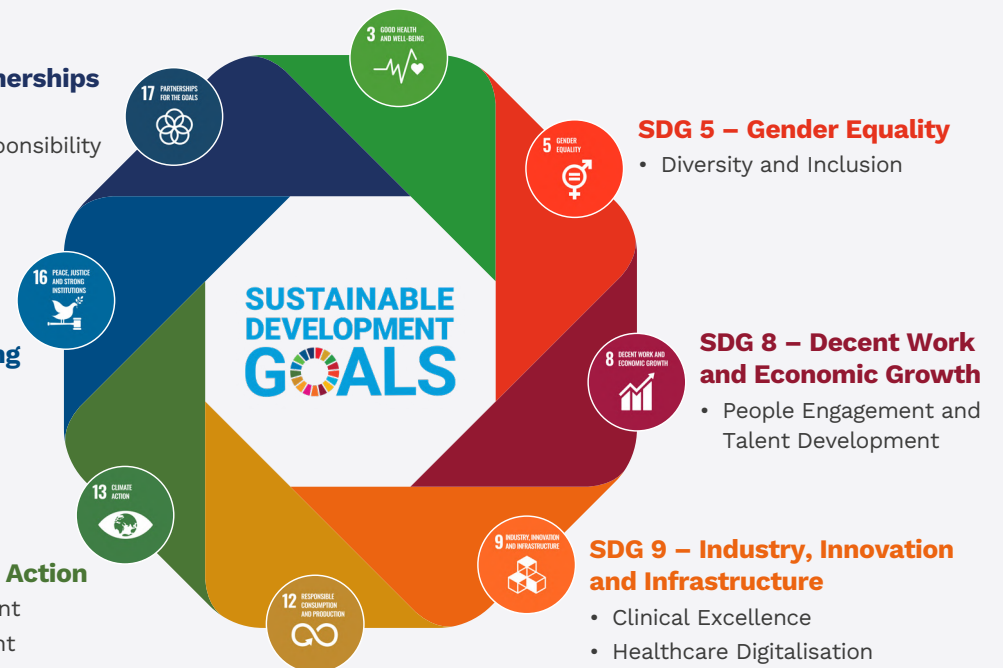 3 GOOD HEALTH
AND WELL-BEING
nerships
17 PARTNERSHIPS
FOR THE GOALS
ponsibility
5 GENDER
EQUALITY
SDG 5 – Gender Equality
• Diversity and Inclusion
16 PEACE, JUSTICE
AND STRONG
INSTITUTIONS
SUSTAINABLE
DEVELOPMENT
GOALS
ng
8 DECENT WORK AND
ECONOMIC GROWTH
SDG 8 – Decent Work
and Economic Growth
• People Engagement and
Talent Development
13 CLIMATE
ACTION
Action
nt
nt
9 INDUSTRY, INNOVATION
AND INFRASTRUCTURE
SDG 9 – Industry, Innovation
and Infrastructure
• Clinical Excellence
• Healthcare Digitalisation
12 RESPONSIBLE
CONSUMPTION
AND PRODUCTION